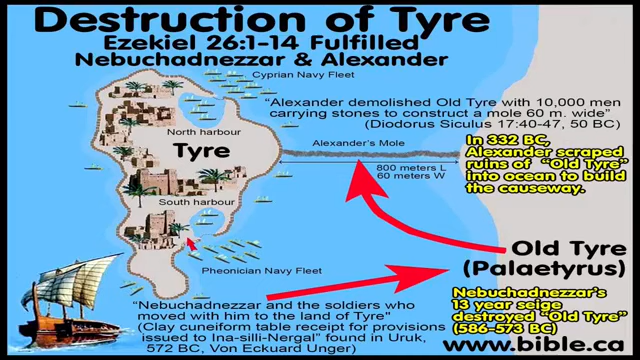 Destruction of Tyre
Ezekiel 26:1-14 Fulfilled
Nebuchadnezzar & Alexander
Cyprian Navy Fleet
"Alexander demolished Old Tyre with 10,000 men
carrying stones to construct a mole 60 m. wide"
(Diodorus Siculus 17:40-47, 50 BC)
North harbour
Alexander's Mole
Tyre
800 meters L
60 meters W
In 332 BC,
Alexander scraped
ruins of "Old Tyre"
into ocean to build
the causeway.
South harbour
Old Tyre
(Palaetyrus)
Pheonician Navy Fleet
Nebuchadnezzar's
13 year seige
destroyed "Old Tyre"
(586-573 BC)
"Nebuchadnezzar and the soldiers who
moved with him to the land of Tyre"
(Clay cuneiform table receipt for provisions
issued to Ina-silli-Nergal" found in Uruk,
572 BC, Von Eckuard Unger)
www.bible.ca